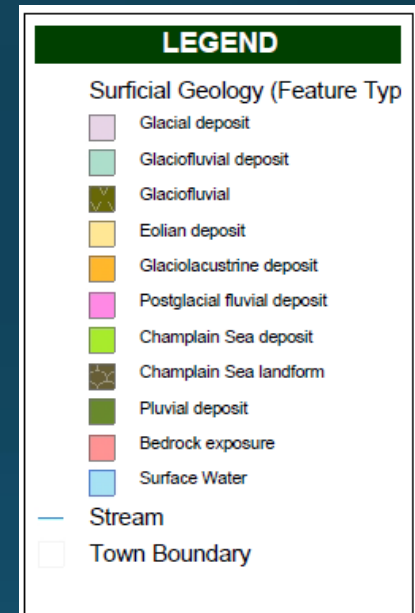 LEGEND
Surficial Geology (Feature Typ
Glacial deposit
Glaciofluvial deposit
Glaciofluvial
Eolian deposit
Glaciolacustrine deposit
Postglacial fluvial deposit
Champlain Sea deposit
Champlain Sea landform
Pluvial deposit
Bedrock exposure
Surface Water
Stream
Town Boundary